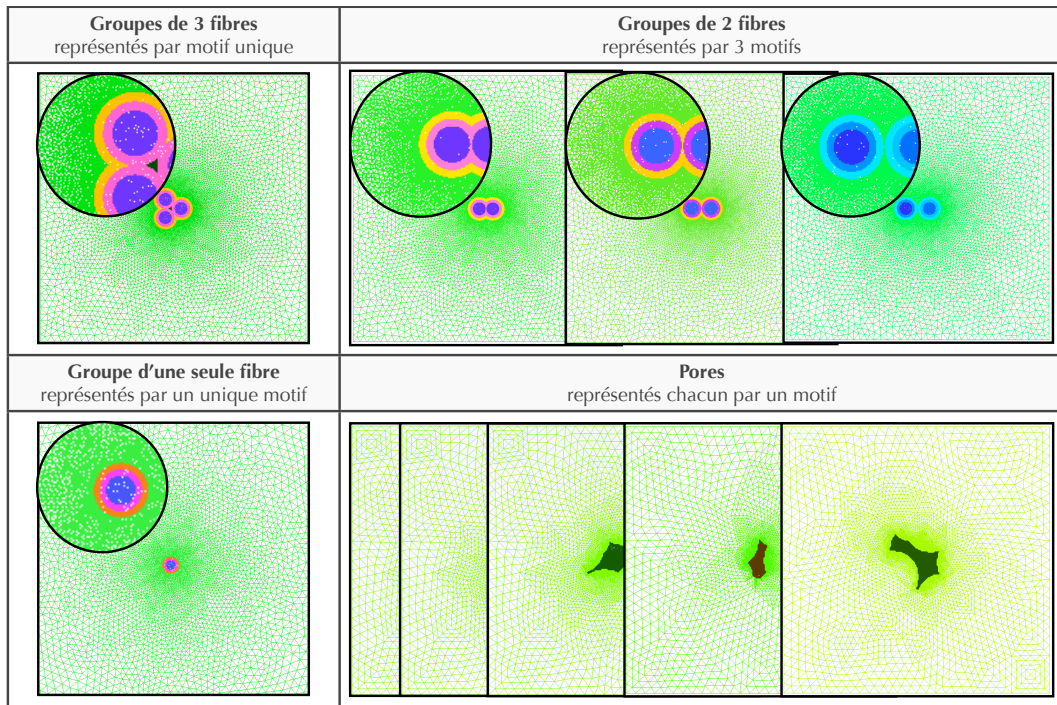 Groupes de 3 fibres
représentés par motif unique
Groupes de 2 fibres
représentés par 3 motifs
Groupe d'une seule fibre
représentés par un unique motif
Pores
représentés chacun par un motif